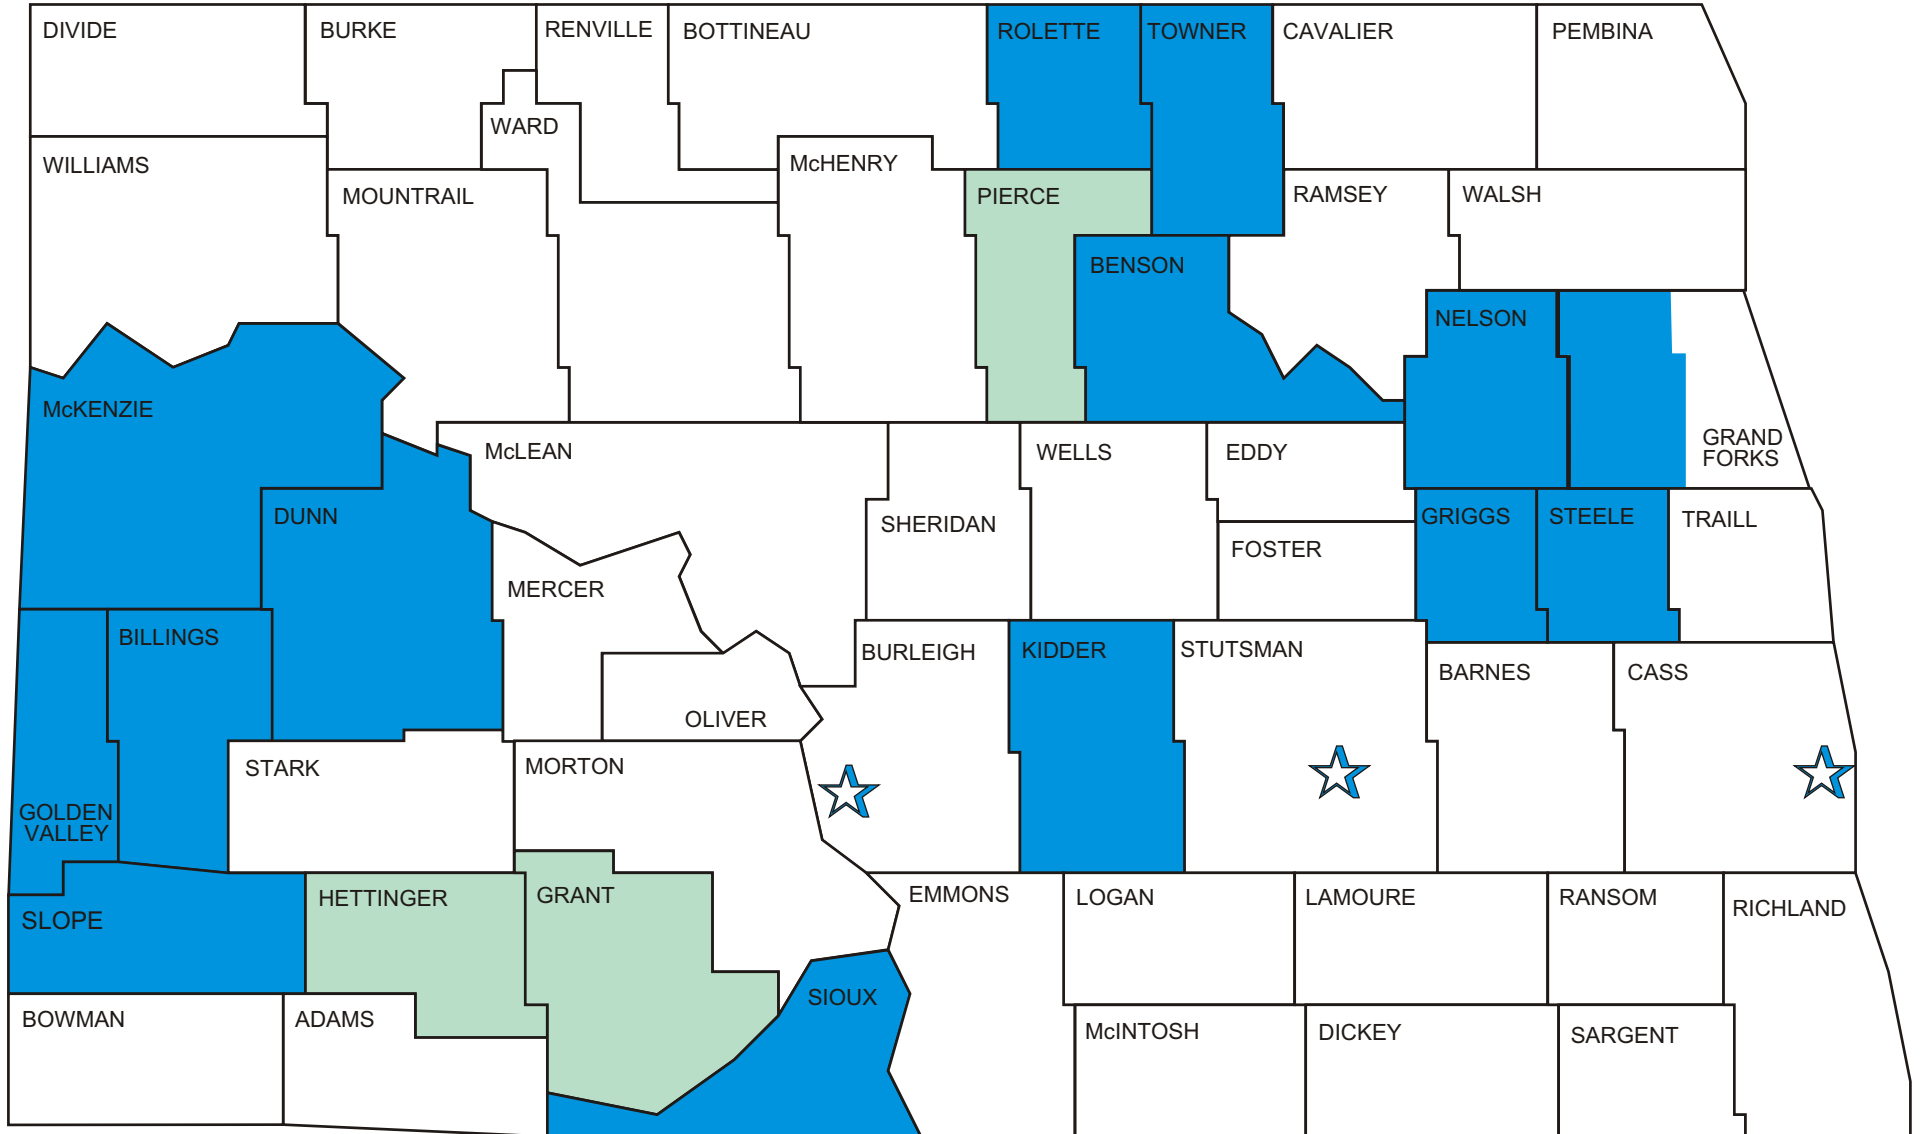 DIVIDE
BURKE
RENVILLE
BOTTINEAU
ROLETTE
TOWNER
CAVALIER
PEMBINA
WARD
WILLIAMS
McHENRY
MOUNTRAIL
PIERCE
RAMSEY
WALSH
BENSON
NELSON
McKENZIE
GRAND
FORKS
McLEAN
WELLS
EDDY
DUNN
SHERIDAN
GRIGGS
STEELE
TRAILL
FOSTER
MERCER
BILLINGS
BURLEIGH
KIDDER
STUTSMAN
BARNES
CASS
OLIVER
STARK
MORTON
GOLDEN
VALLEY
HETTINGER
GRANT
EMMONS
LOGAN
LAMOURE
RANSOM
RICHLAND
SLOPE
SIOUX
BOWMAN
ADAMS
McINTOSH
DICKEY
SARGENT